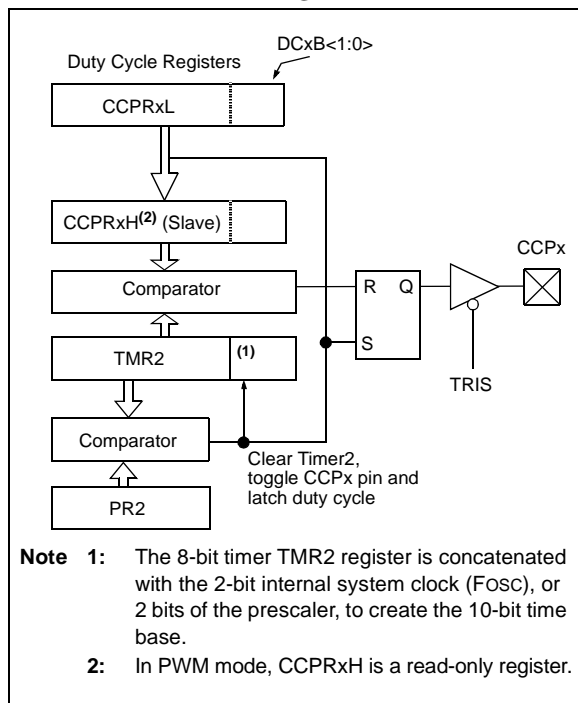 DCxB<1:0>
Duty Cycle Registers
CCPRxL
CCPRxH(2) (Slave)
CCPx
Comparator
R Q
TMR2
(1)
S
TRIS
Comparator
Clear Timer2,
toggle CCPx pin and
latch duty cycle
PR2
Note 1: The 8-bit timer TMR2 register is concatenated
with the 2-bit internal system clock (FOSC), or
2 bits of the prescaler, to create the 10-bit time
base.
2: In PWM mode, CCPRxH is a read-only register.